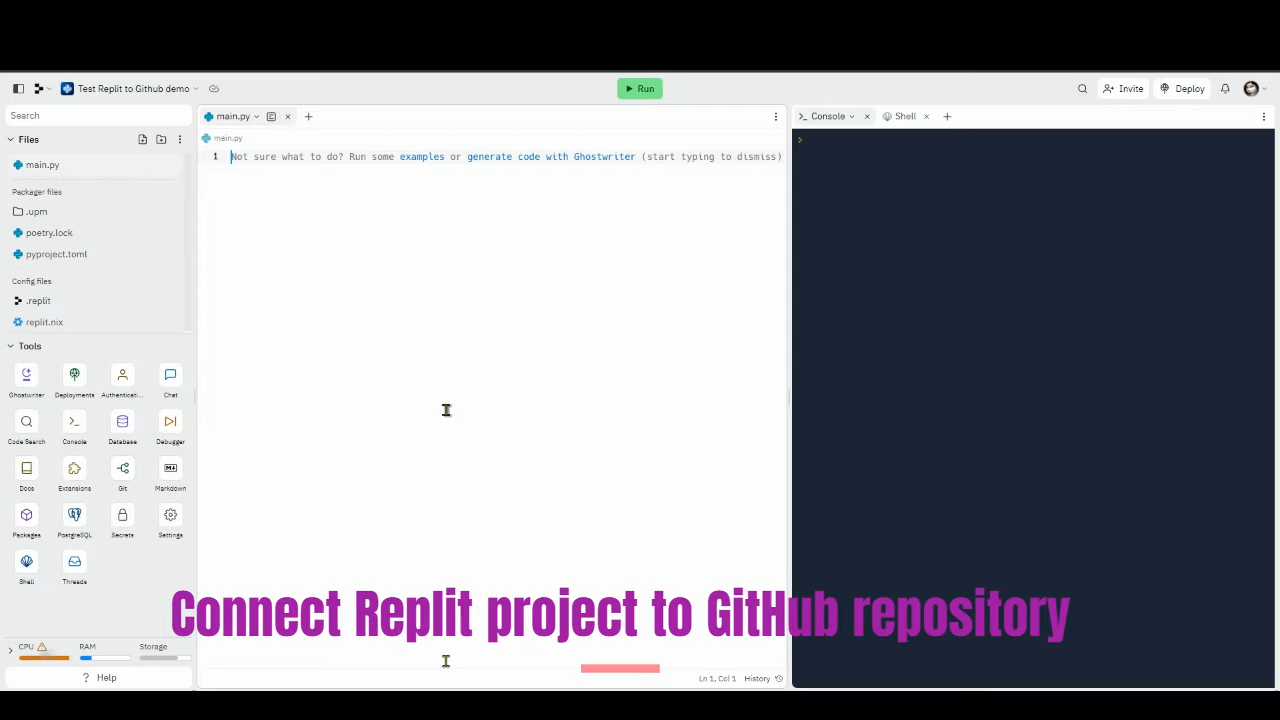 Test Replit to Github demo
Run
Invite
Deploy
Search
Files
main.py
Packager files
.upm
poetry.lock
pyproject.toml
Config files
.replit
replit.nix
Tools
Ghostwriter
Deployments
Authenticati...
Chat
Code Search
Console
Database
Debugger
Docs
Extensions
Git
Markdown
Packages
PostgreSQL
Secrets
Settings
Shell
Threads
CPU
RAM
Storage
? Help
main.py
main.py
1 Not sure what to do? Run some examples or generate code with Ghostwriter (start typing to dismiss)
Ln 1, Col 1 History
Console
Shell
Connect Replit project to GitHub repository